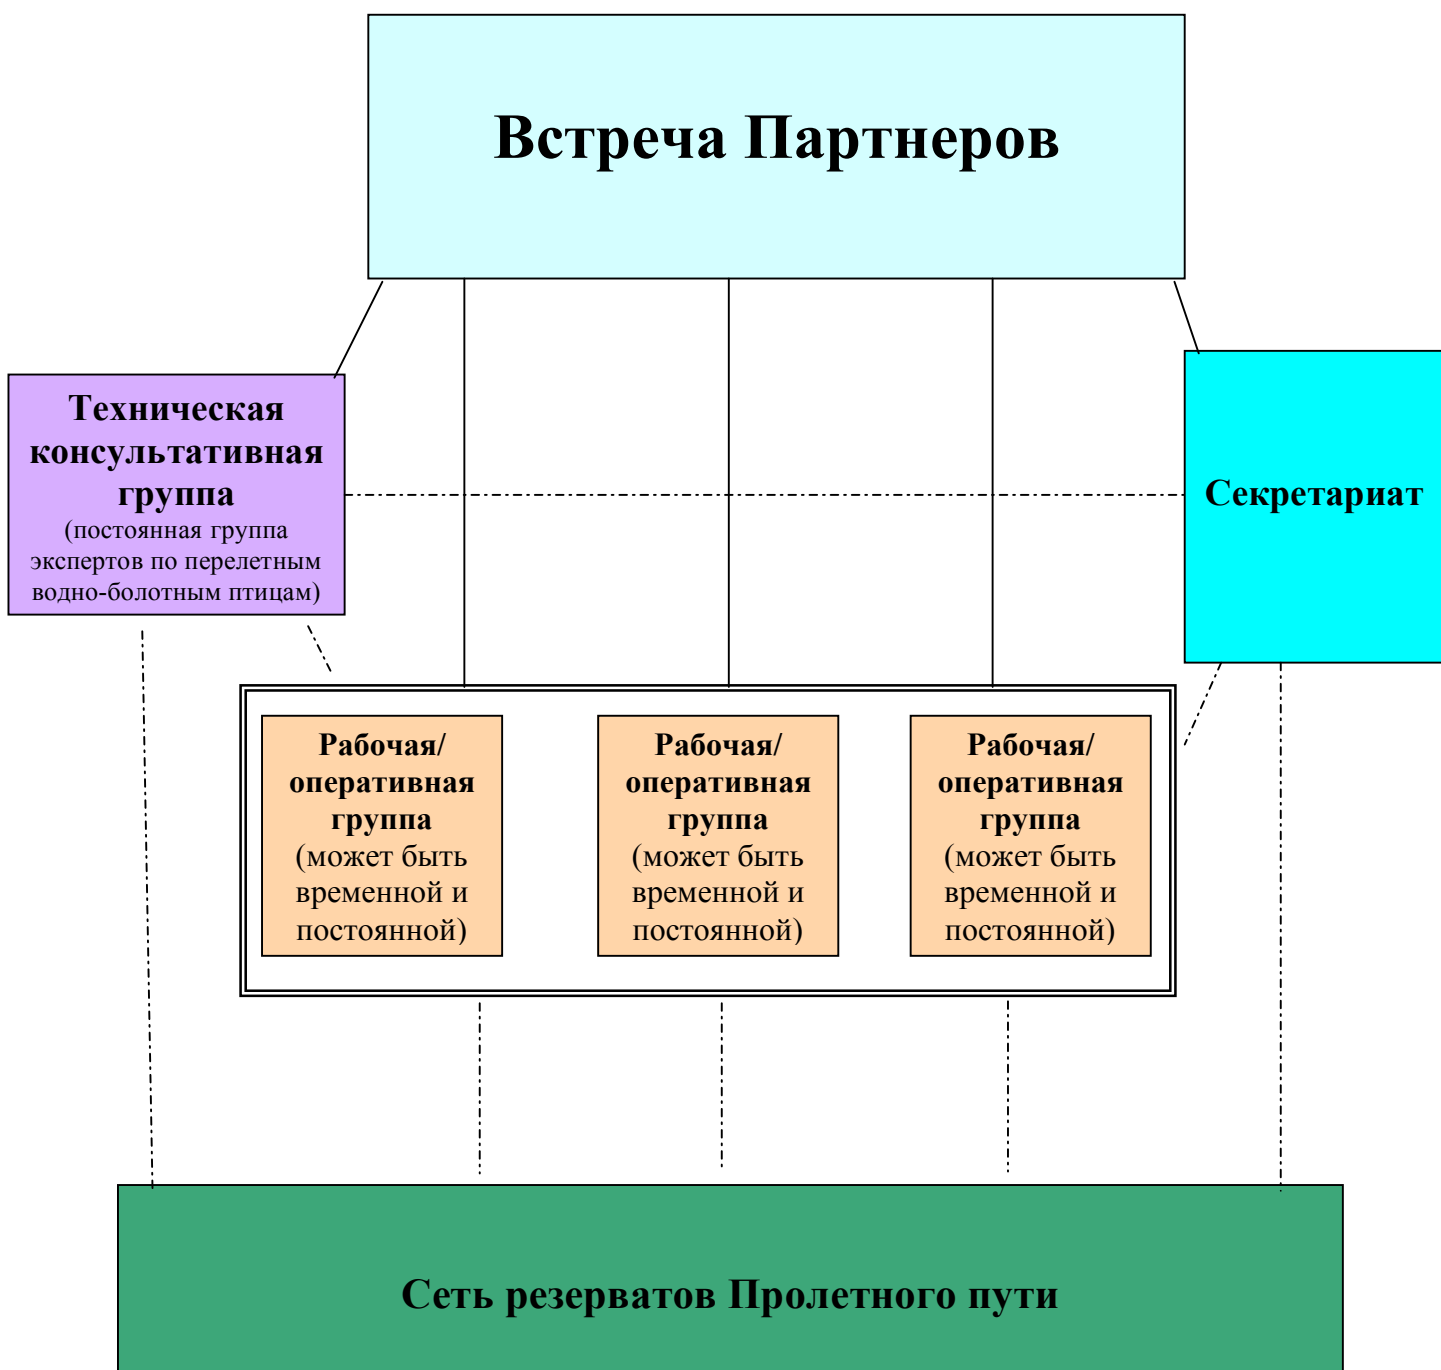 Встреча Партнеров
Техническая
консультативная
группа
(постоянная группа
экспертов по перелетным
водно-болотным птицам)
Секретариат
Рабочая/
оперативная
группа
(может быть
временной и
постоянной)
Рабочая/
оперативная
группа
(может быть
временной и
постоянной)
Рабочая/
оперативная
группа
(может быть
временной и
постоянной)
Сеть резерватов Пролетного пути